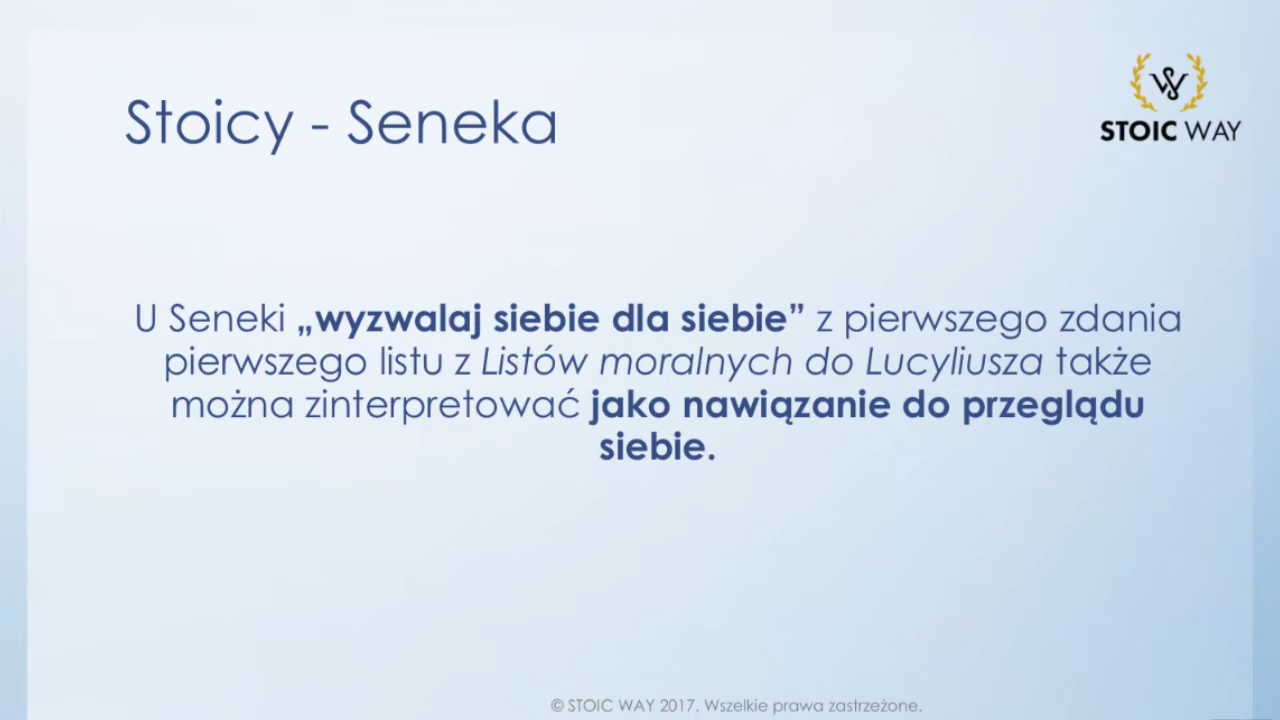 Stoicy - Seneka
STOIC WAY
U Seneki „wyzwalaj siebie dla siebie” z pierwszego zdania
pierwszego listu z Listów moralnych do Lucyliusza także
można zinterpretować jako nawiązanie do przeglądu
siebie.
© STOIC WAY 2017. Wszelkie prawa zastrzeżone.